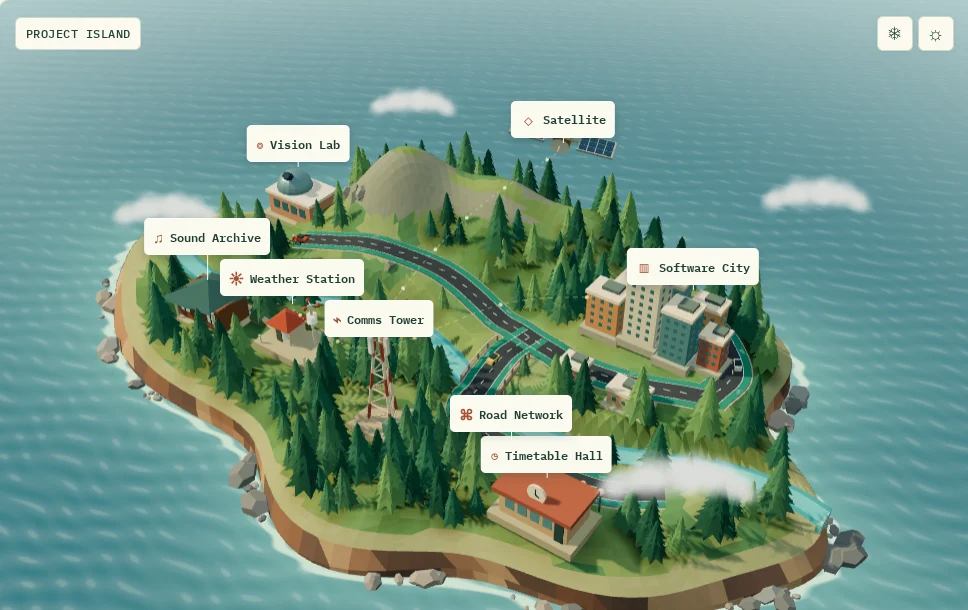 PROJECT ISLAND
Satellite
Vision Lab
Sound Archive
Weather Station
Software City
Comms Tower
Road Network
Timetable Hall